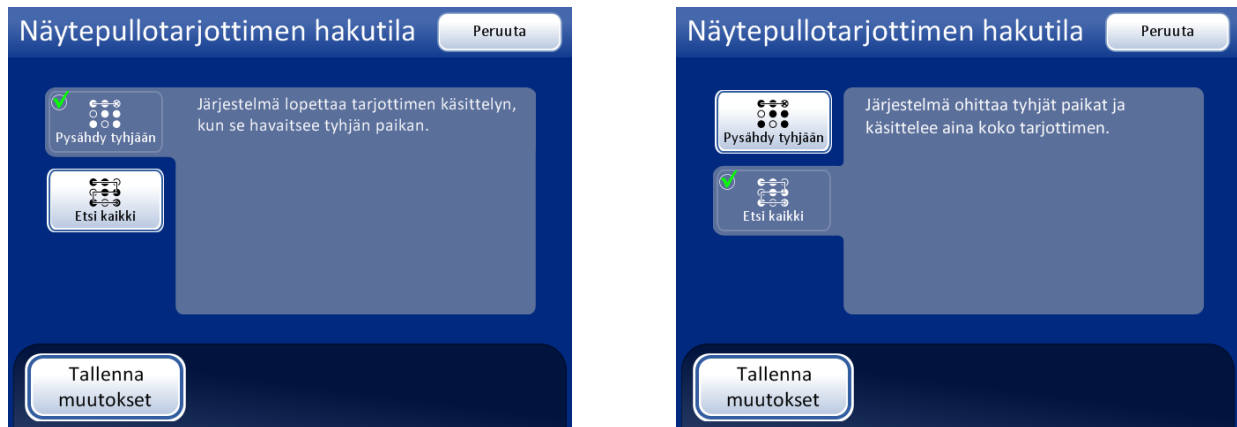 Näytepullotarjottimen hakutila
Peruuta
Pysähdy tyhjään
Järjestelmä lopettaa tarjottimen käsittelyn,
kun se havaitsee tyhjän paikan.
Etsi kaikki
Tallenna
muutokset
Näytepullotarjottimen hakutila
Peruuta
Pysähdy tyhjään
Järjestelmä ohittaa tyhjät paikat ja
käsittelee aina koko tarjottimen.
Etsi kaikki
Tallenna
muutokset